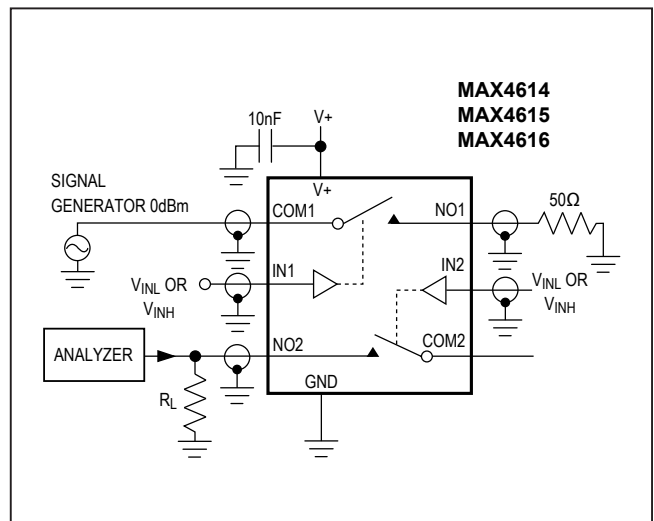 MAX4614
MAX4615
MAX4616
10nF
V+
V+
SIGNAL
GENERATOR 0dBm
COM1
NO1
50Ω
IN1
IN2
VINL OR
VINH
VINL OR
VINH
ANALYZER
NO2
COM2
RL
GND